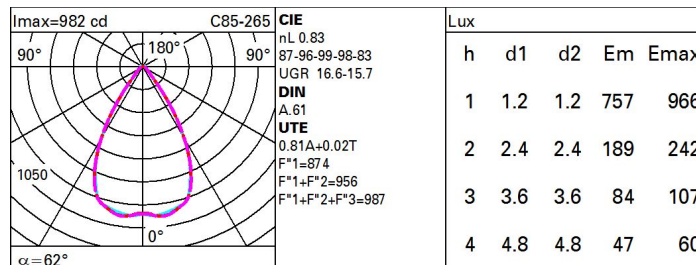 Imax=982 cd C85-265
90° 180° 90°
1050
0°
α=62°
CIE
nL 0.83
87-96-99-98-83
UGR 16.6-15.7
DIN
A.61
UTE
0.81A+0.02T
F"1=874
F"1+F"2=956
F"1+F"2+F"3=987
Lux
h d1 d2 Em Emax
1 1.2 1.2 757 966
2 2.4 2.4 189 242
3 3.6 3.6 84 107
4 4.8 4.8 47 60